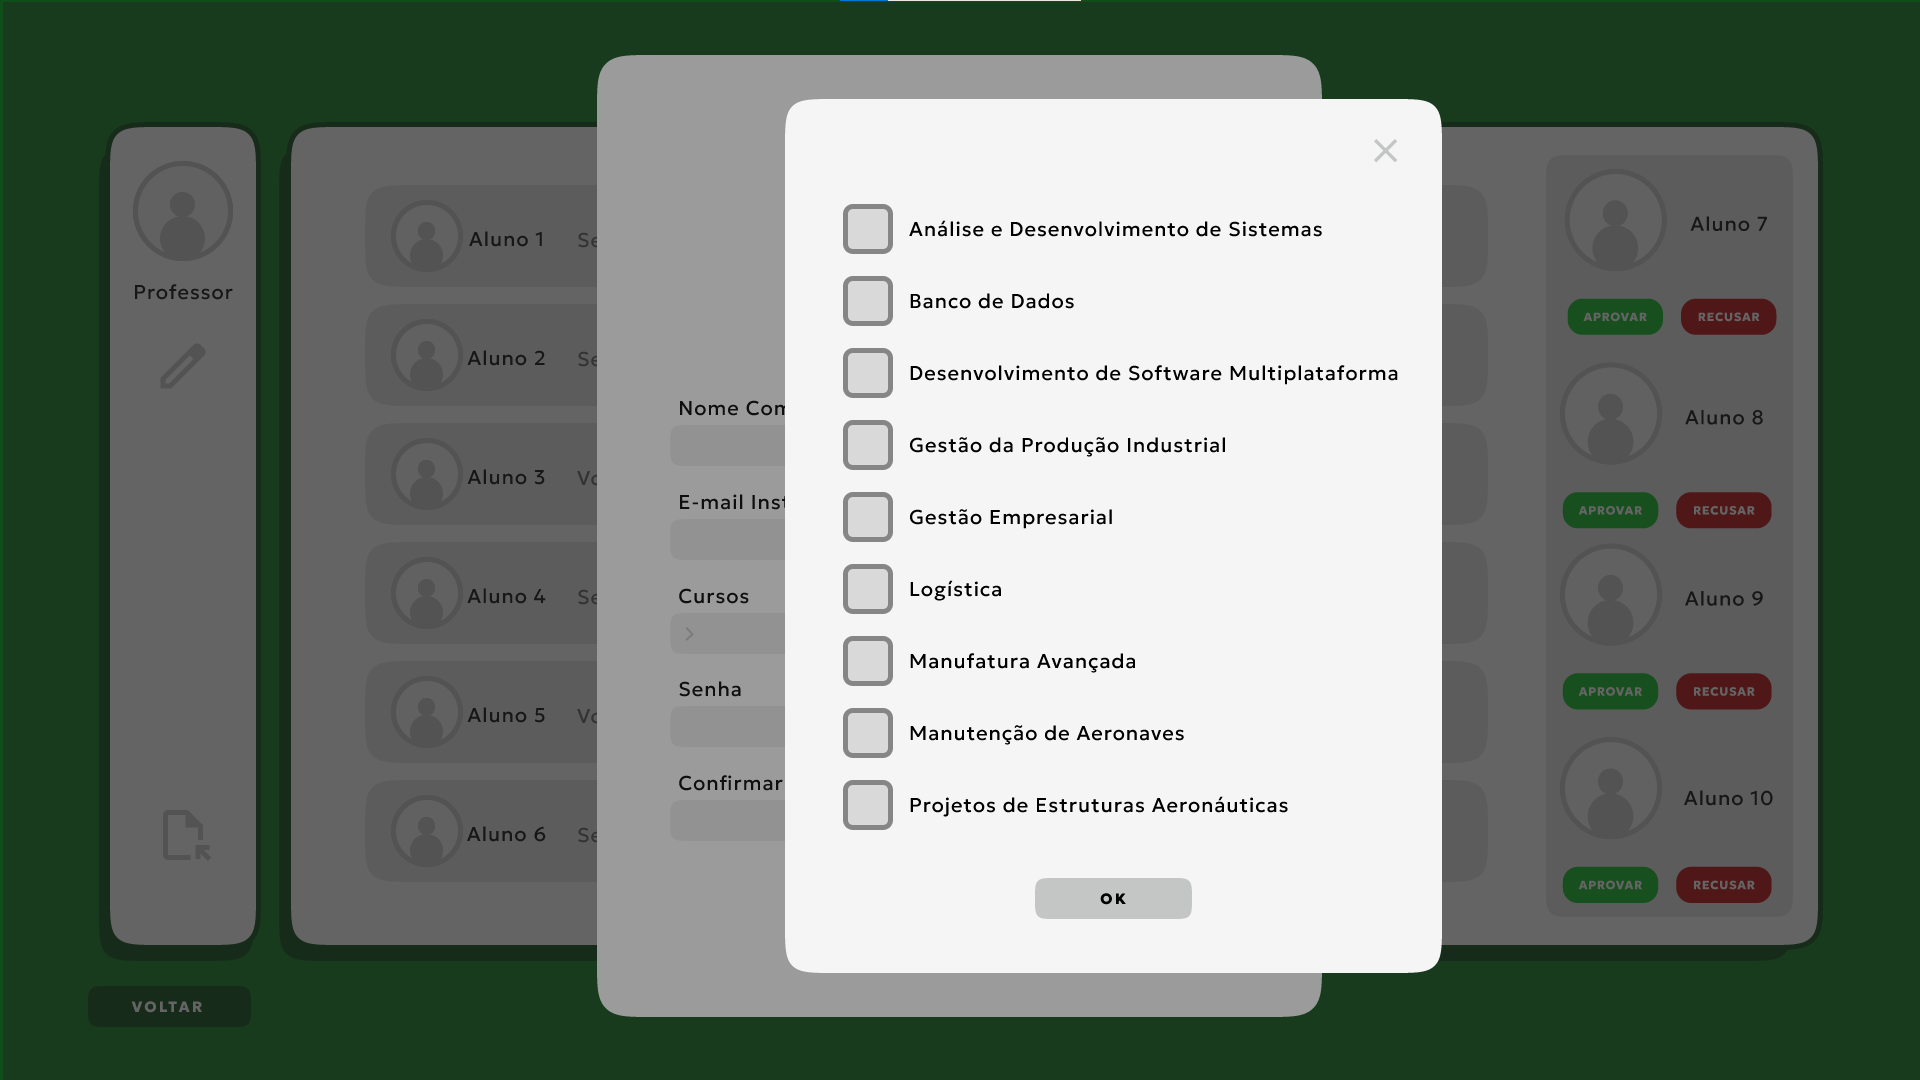 Professor
Aluno 1 Se
Aluno 2 Se
Aluno 3 Vo
Aluno 4 Se
Aluno 5 Vo
Aluno 6 Se
Nome Com
E-mail Inst
Cursos
Senha
Confirmar
Análise e Desenvolvimento de Sistemas
Banco de Dados
Desenvolvimento de Software Multiplataforma
Gestão da Produção Industrial
Gestão Empresarial
Logística
Manufatura Avançada
Manutenção de Aeronaves
Projetos de Estruturas Aeronáuticas
OK
Aluno 7
APROVAR RECUSAR
Aluno 8
APROVAR RECUSAR
Aluno 9
APROVAR RECUSAR
Aluno 10
APROVAR RECUSAR
VOLTAR